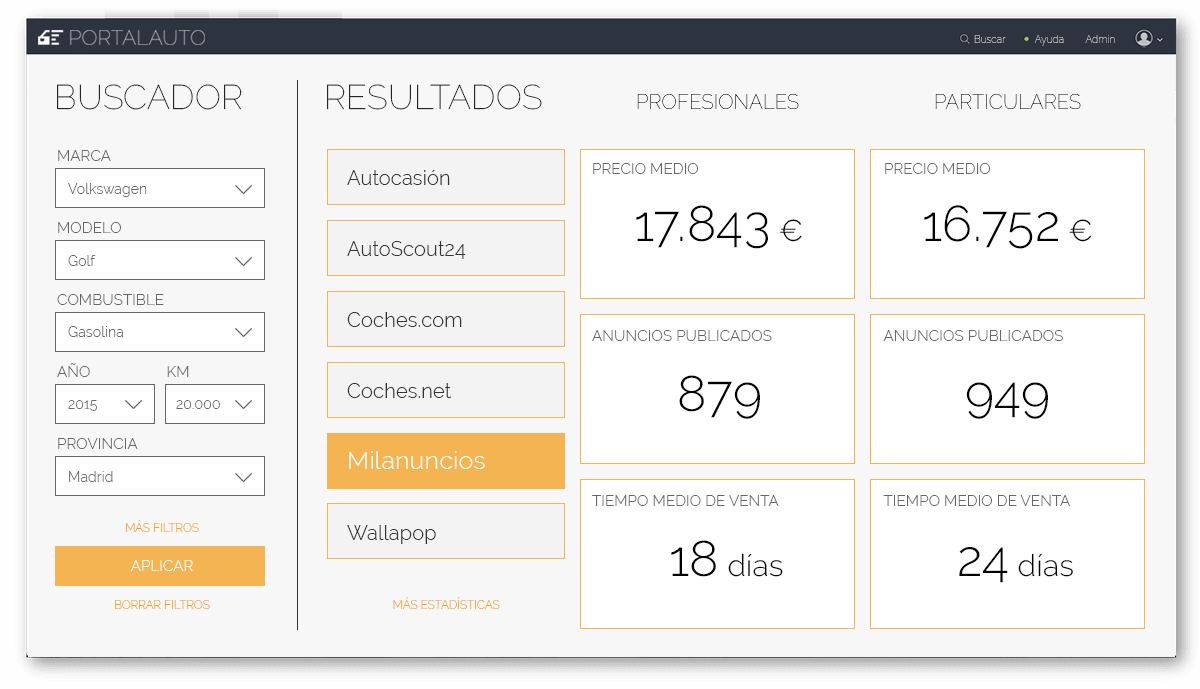 PORTALAUTO
Buscar
Ayuda
Admin
BUSCADOR
MARCA
Volkswagen
MODELO
Golf
COMBUSTIBLE
Gasolina
AÑO
KM
2015
20.000
PROVINCIA
Madrid
MÁS FILTROS
APLICAR
BORRAR FILTROS
RESULTADOS
Autocasión
AutoScout24
Coches.com
Coches.net
Milanuncios
Wallapop
MÁS ESTADÍSTICAS
PROFESIONALES
PRECIO MEDIO
17.843 €
ANUNCIOS PUBLICADOS
879
TIEMPO MEDIO DE VENTA
18 días
PARTICULARES
PRECIO MEDIO
16.752 €
ANUNCIOS PUBLICADOS
949
TIEMPO MEDIO DE VENTA
24 días